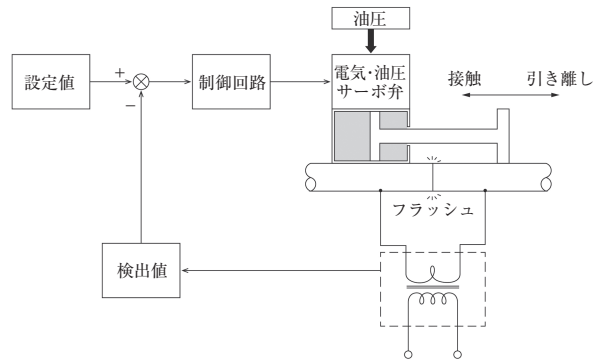 油圧
設定値
+
−
制御回路
電気・油圧
サーボ弁
接触
引き離し
フラッシュ
検出値